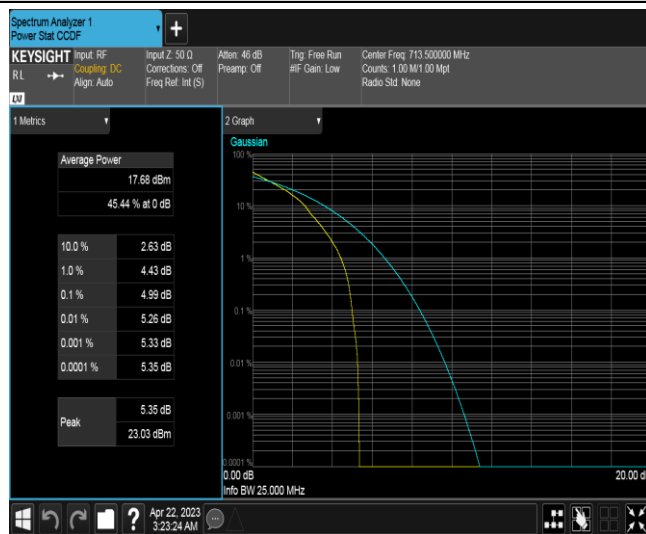 Spectrum Analyzer 1
Power Stat CCDF
+
KEYSIGHT
RL
LXI
Input: RF
Coupling: DC
Align: Auto
Input Z: 50 Ω
Corrections: Off
Freq Ref: Int (S)
Atten: 46 dB
Preamp: Off
Trig: Free Run
#IF Gain: Low
Center Freq: 713.500000 MHz
Counts: 1.00 M/1.00 Mpt
Radio Std: None
1 Metrics
Average Power
17.68 dBm
45.44 % at 0 dB
10.0 % 2.63 dB
1.0 % 4.43 dB
0.1 % 4.99 dB
0.01 % 5.26 dB
0.001 % 5.33 dB
0.0001 % 5.35 dB
Peak
5.35 dB
23.03 dBm
2 Graph
Gaussian
100 %
10 %
1 %
0.1 %
0.01 %
0.001 %
0.0001 %
0.00 dB
20.00 d
Info BW 25.000 MHz
?
Apr 22, 2023
3:23:24 AM